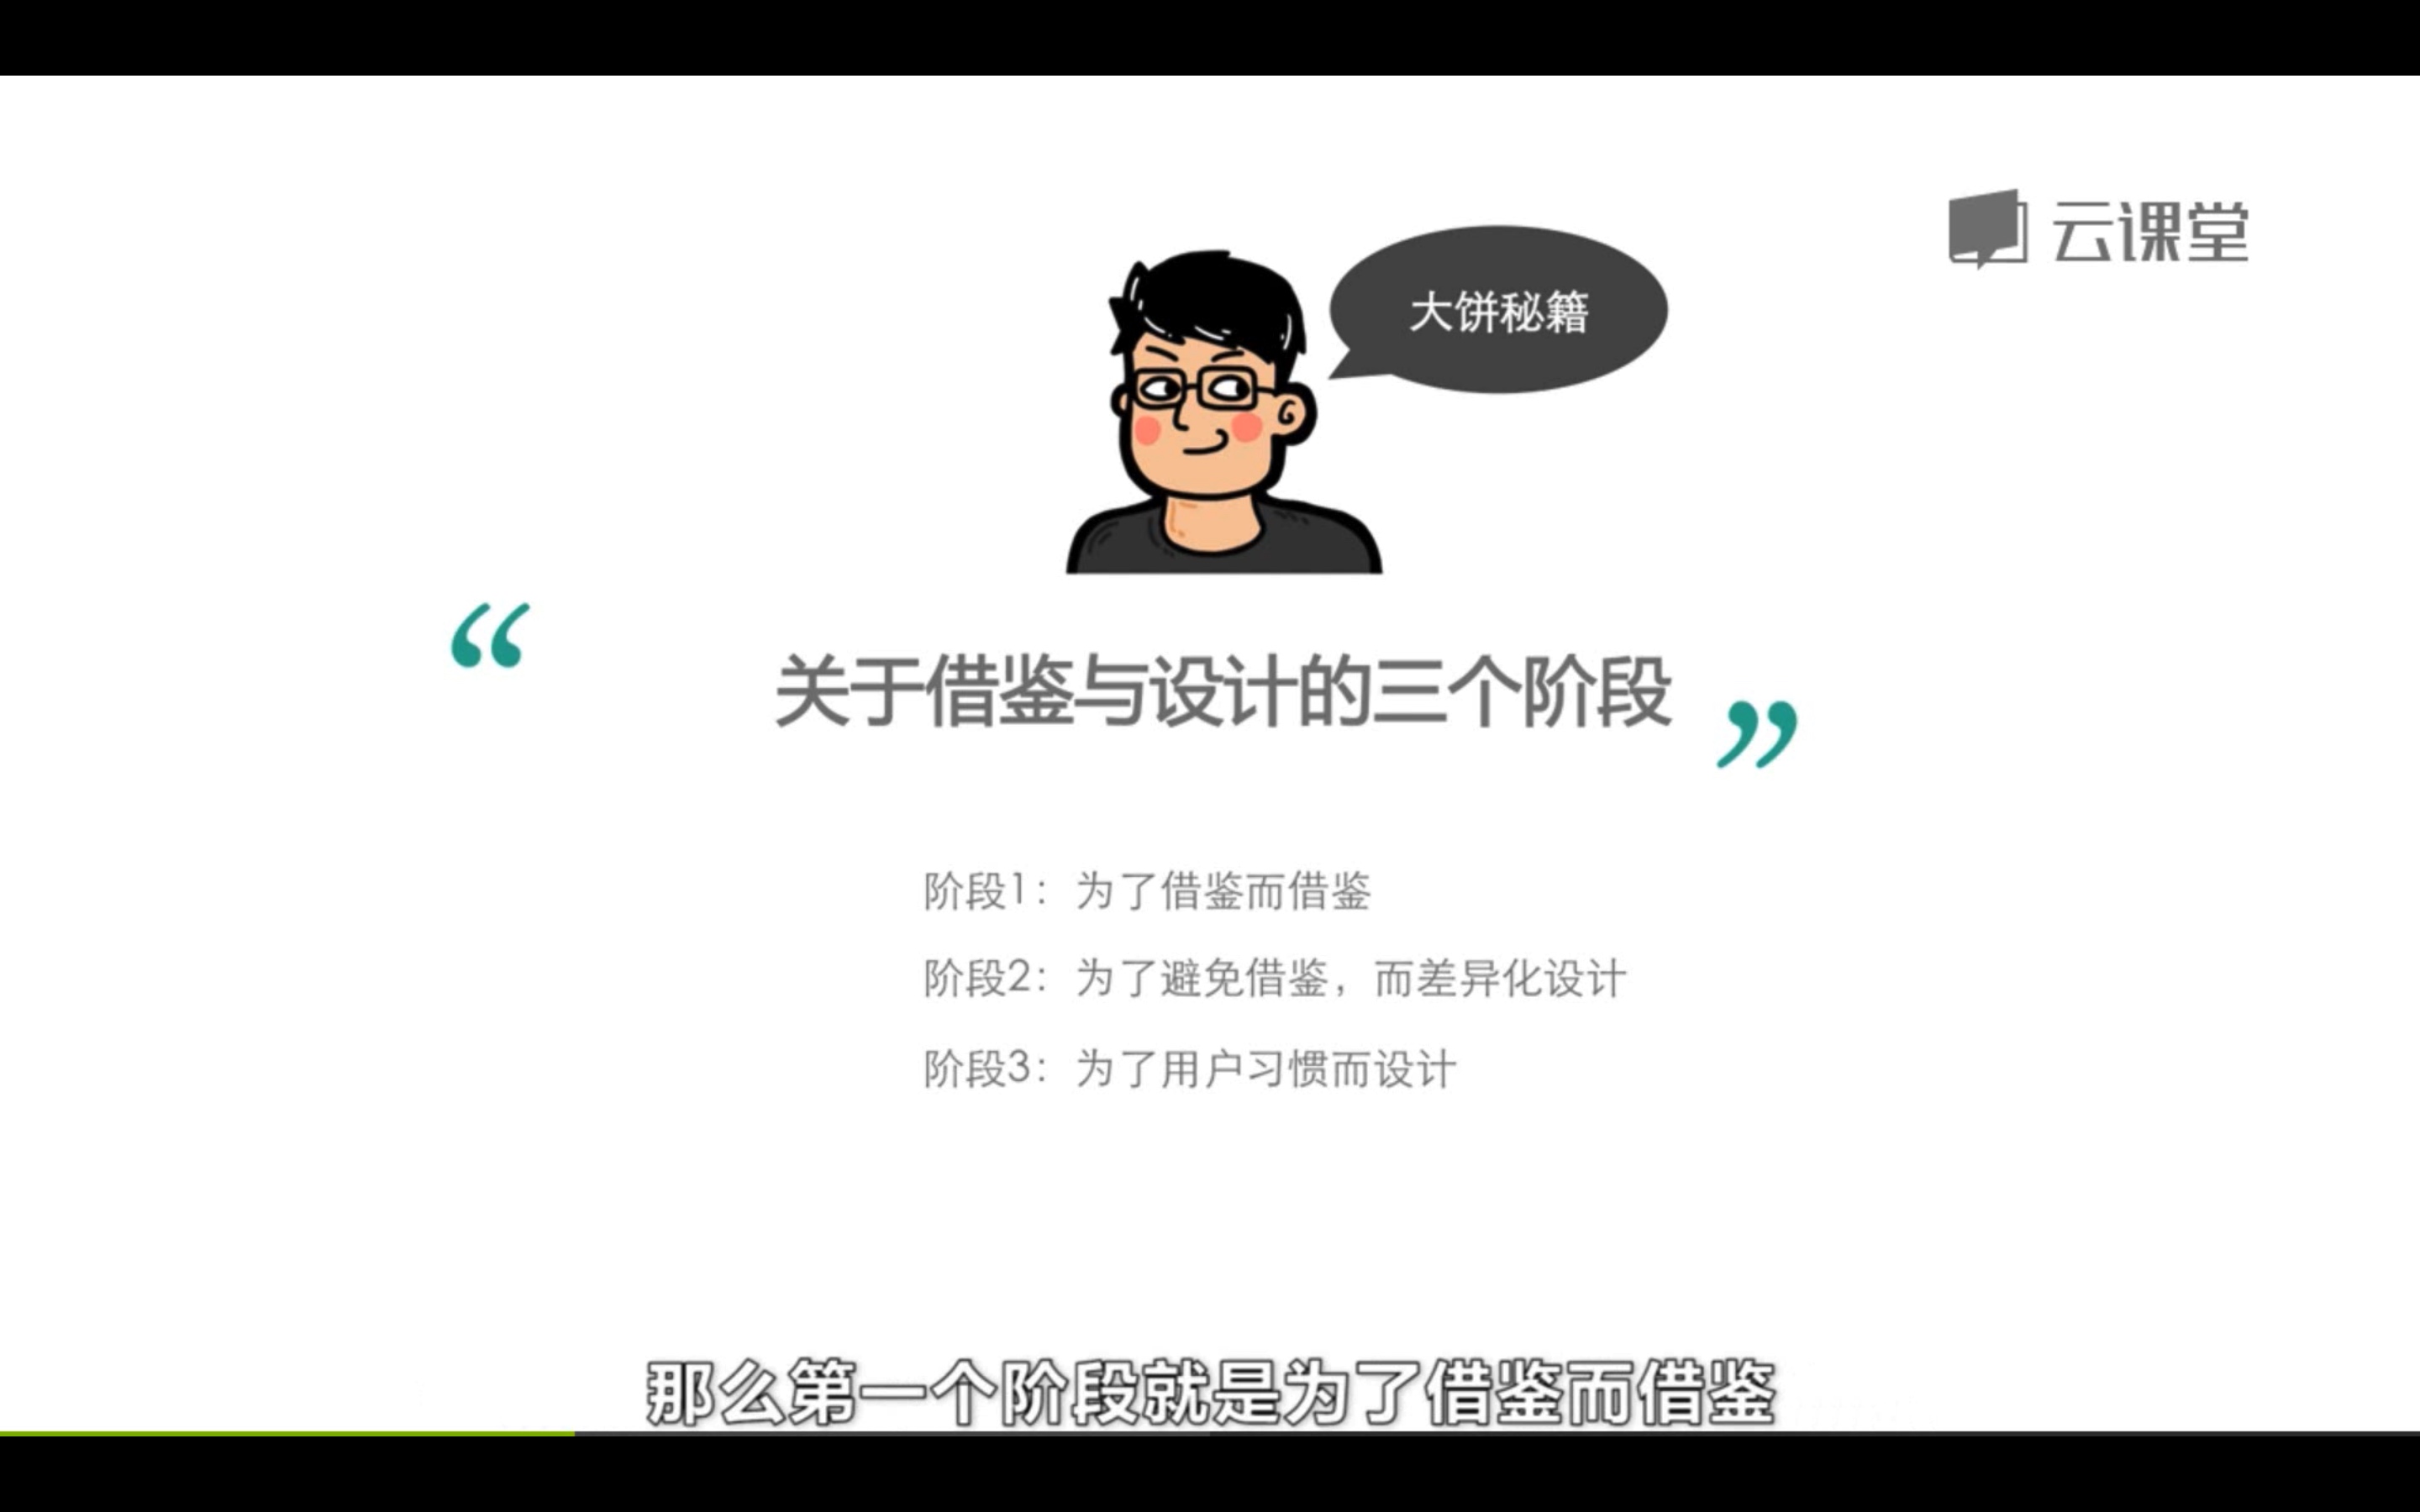 云课堂
大饼秘籍
“
关于借鉴与设计的三个阶段
”
阶段1：为了借鉴而借鉴
阶段2：为了避免借鉴，而差异化设计
阶段3：为了用户习惯而设计
那么第一个阶段就是为了借鉴而借鉴